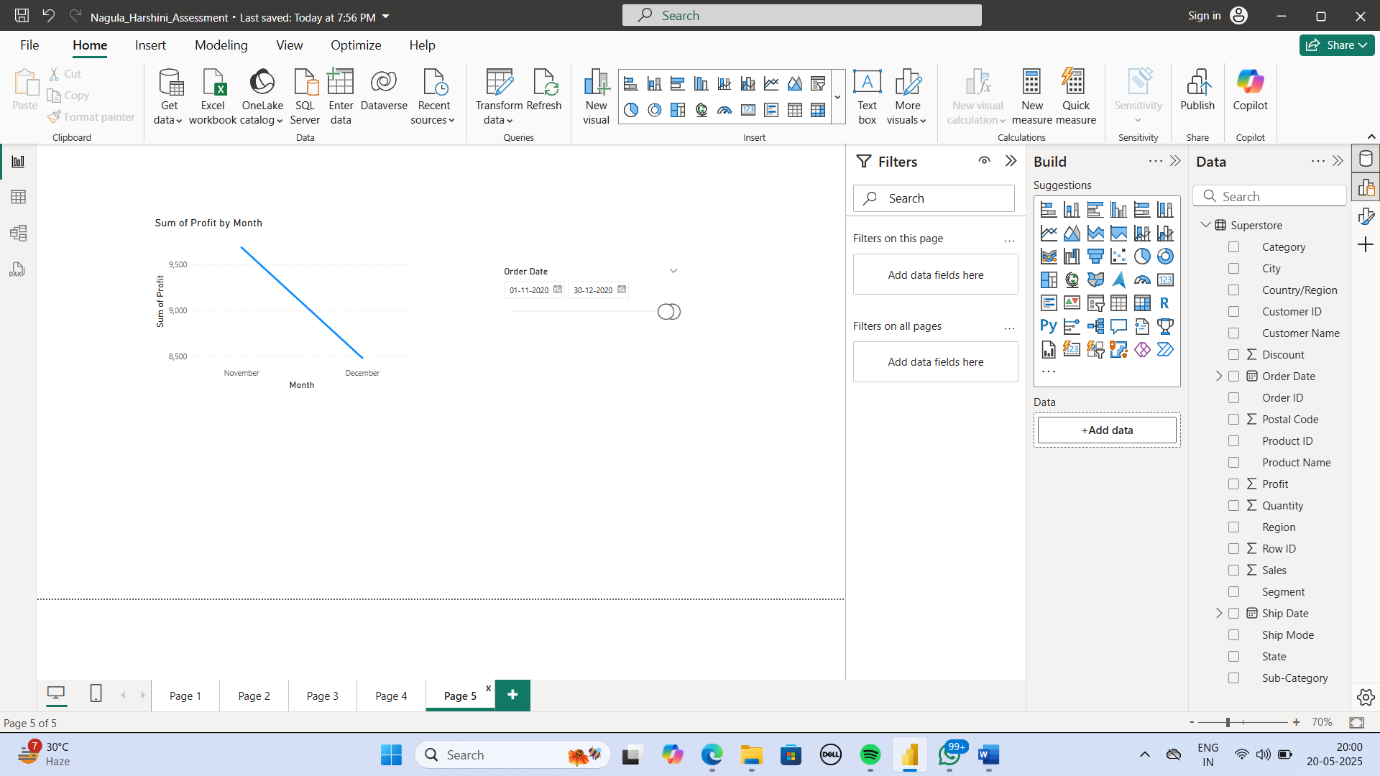 Nagula_Harshini_Assessment • Last saved: Today at 7:56 PM
Search
Sign in
File
Home
Insert
Modeling
View
Optimize
Help
Share
Paste
Cut
Copy
Format painter
Clipboard
Get data
Excel workbook
OneLake catalog
SQL Server
Enter data
Dataverse
Recent sources
Data
Transform data
Refresh
Queries
New visual
Text box
More visuals
Insert
New visual calculation
New measure
Quick measure
Calculations
Sensitivity
Sensitivity
Publish
Share
Copilot
Copilot
DAX
Sum of Profit by Month
9,500
9,000
8,500
Sum of Profit
November
December
Month
Order Date
01-11-2020
30-12-2020
Filters
Search
Filters on this page
...
Add data fields here
Filters on all pages
...
Add data fields here
Build
Suggestions
123
R
Py
123
...
Data
+Add data
Data
Search
Superstore
Category
City
Country/Region
Customer ID
Customer Name
Discount
Order Date
Order ID
Postal Code
Product ID
Product Name
Profit
Quantity
Region
Row ID
Sales
Segment
Ship Date
Ship Mode
State
Sub-Category
Page 1
Page 2
Page 3
Page 4
Page 5
x
+
Page 5 of 5
- + 70%
7
30°C
Haze
Search
DELL
99+
W
ENG
IN
20:00
20-05-2025